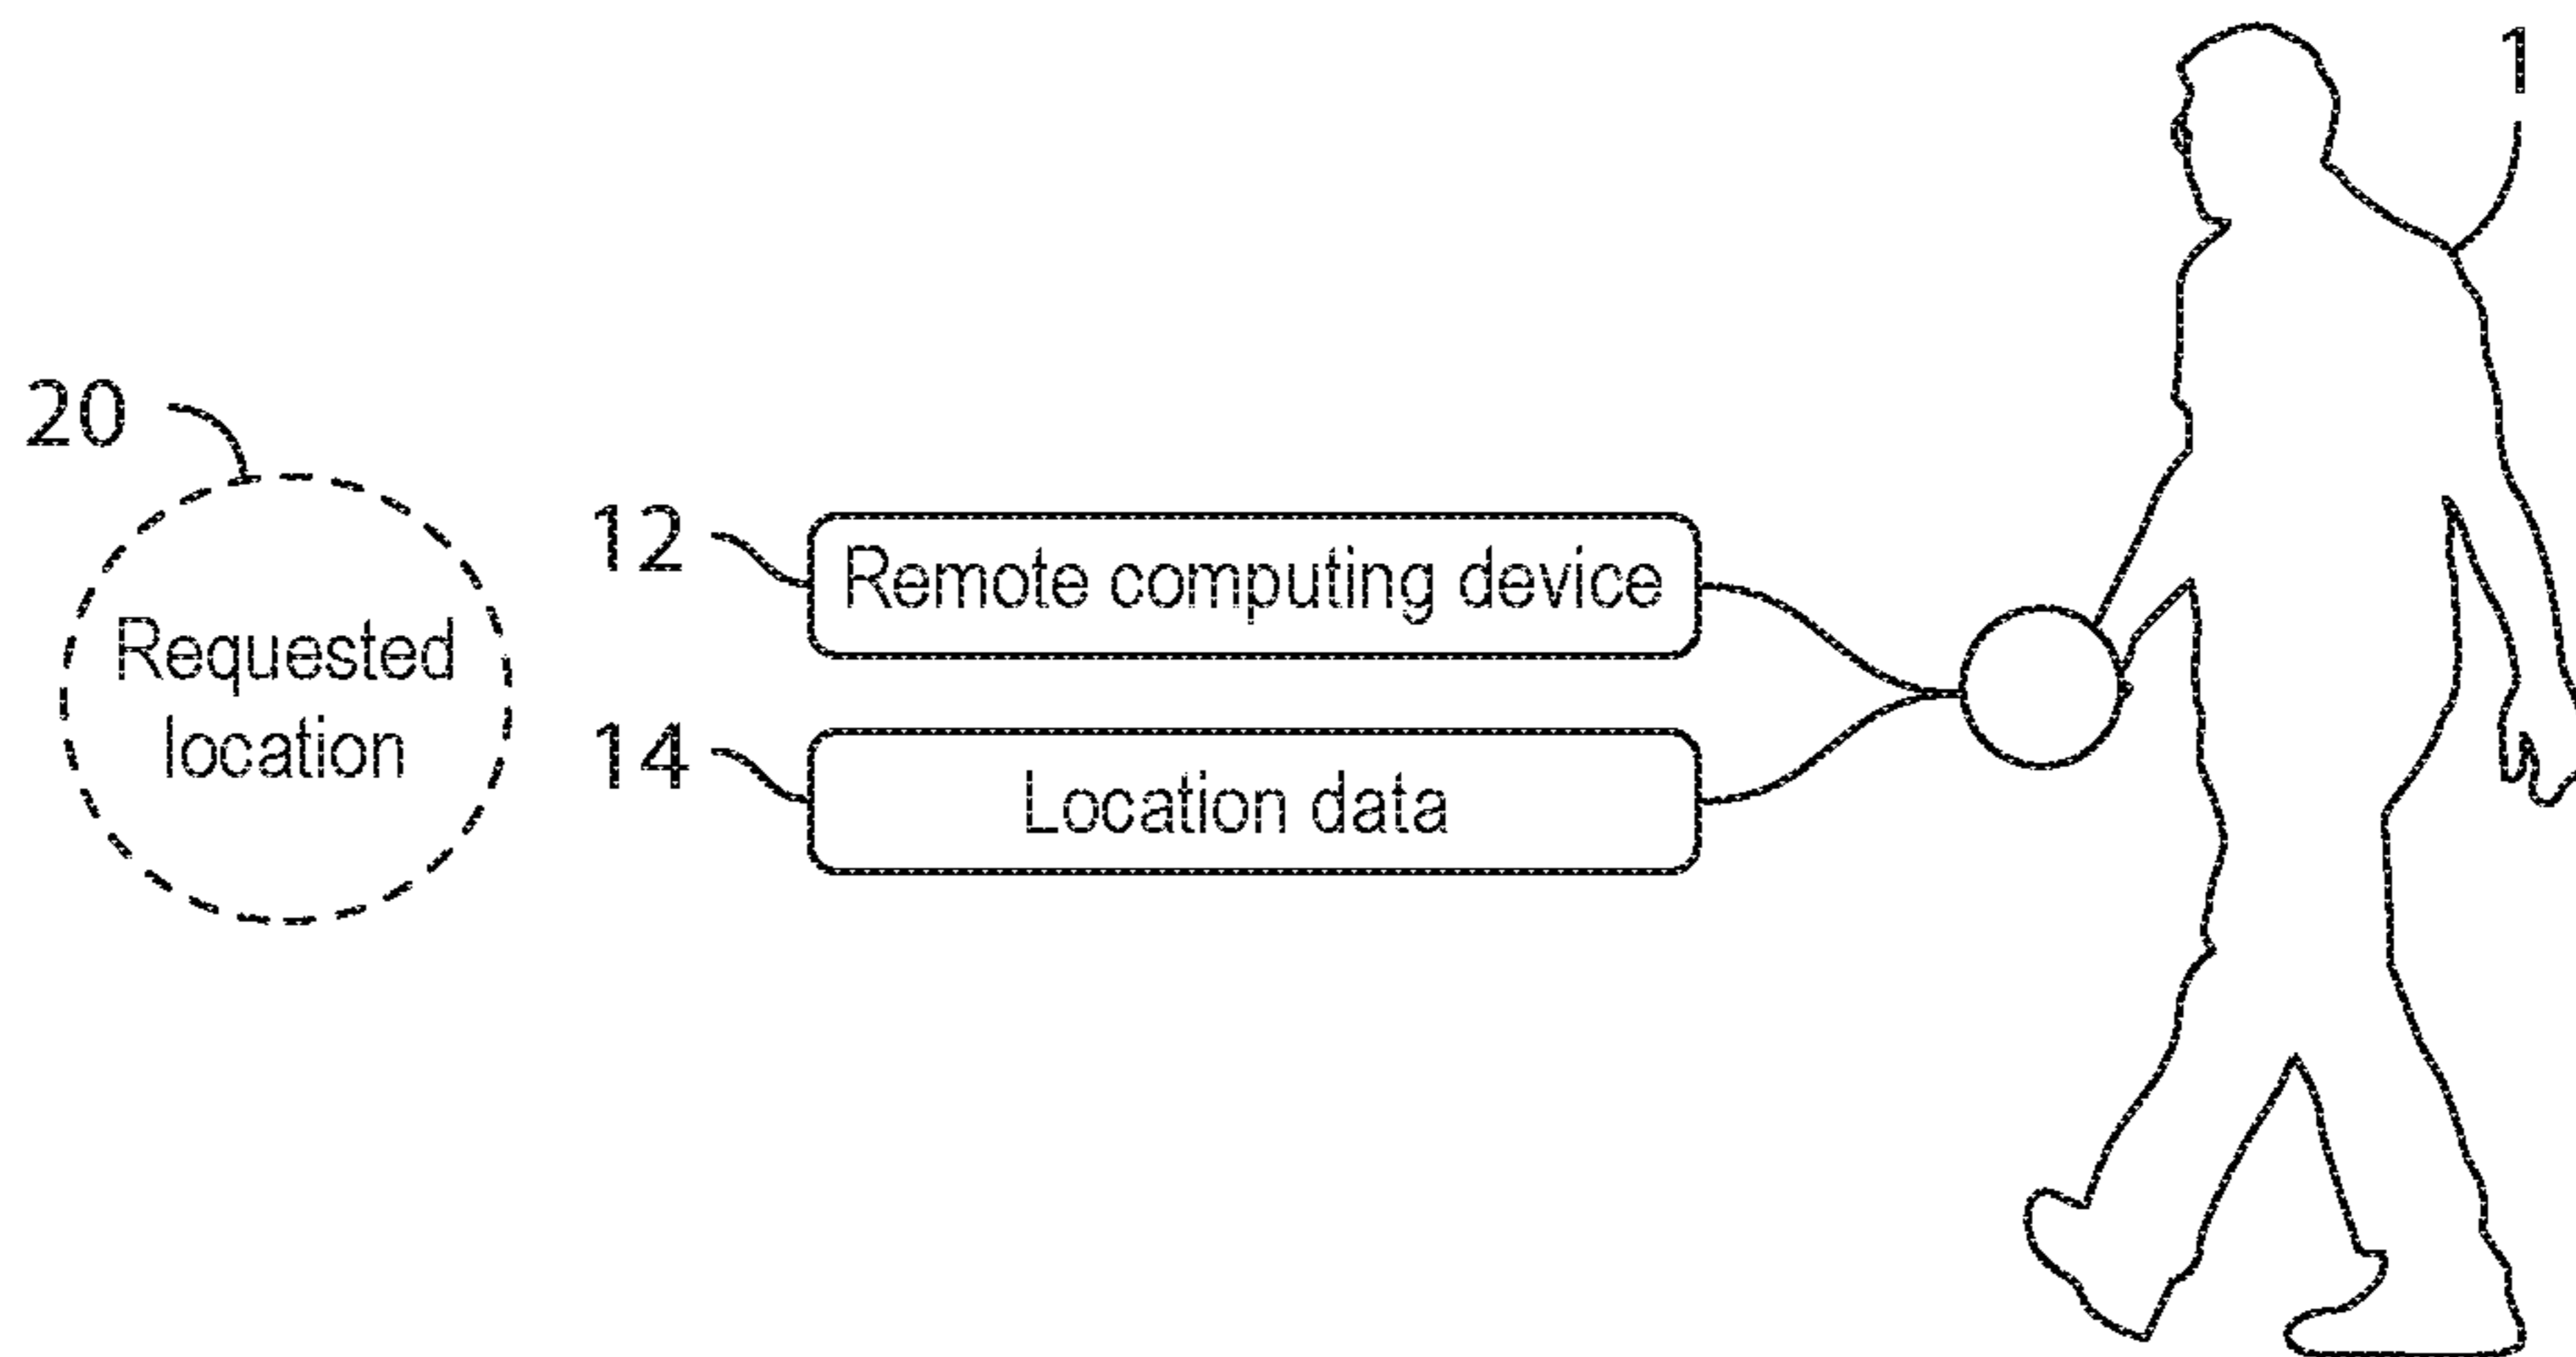 1
20
Requested
location
12
Remote computing device
14
Location data